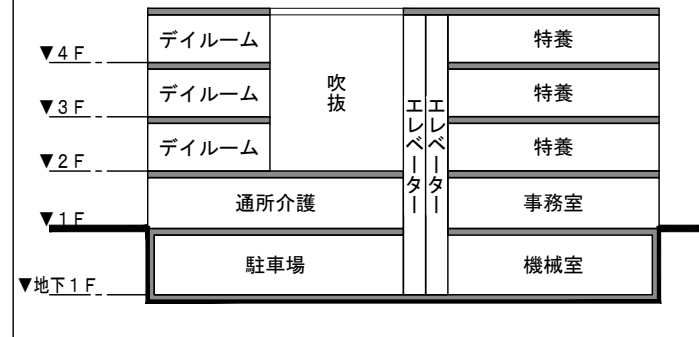 デイルーム
特養
▼4F
吹抜
デイルーム
特養
▼3F
エレベーター
エレベーター
デイルーム
特養
▼2F
通所介護
事務室
▼1F
駐車場
機械室
▼地下1F